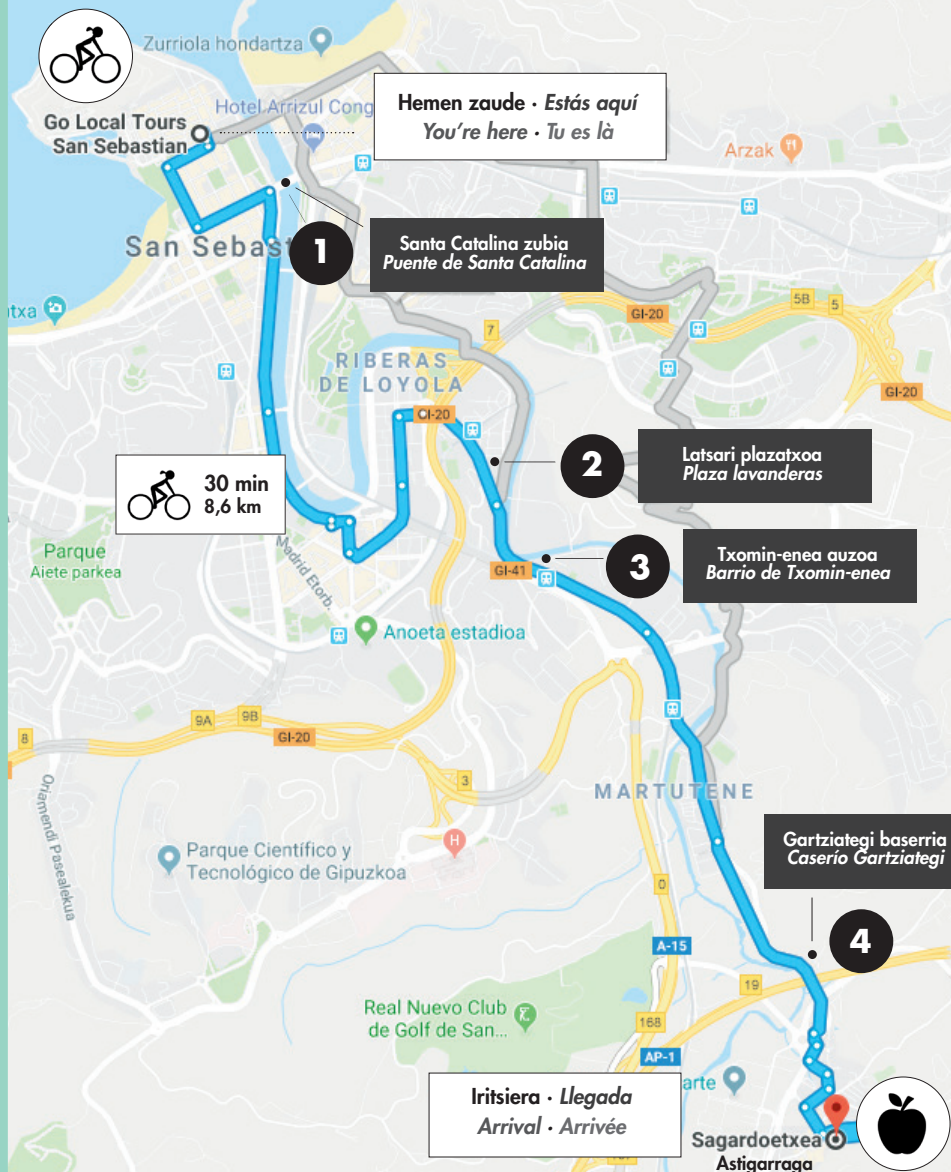 Zurriola hondartza
Go Local Tours
San Sebastian
Hotel Arrizul Cong
Hemen zaude · Estás aquí
You're here · Tu es là
Arzak
San Sebast
1
Santa Catalina zubia
Puente de Santa Catalina
txa
5B
5
GI-20
7
GI-20
RIBERAS
DE LOYOLA
GI-20
2
Latsari plazatxoa
Plaza lavanderas
30 min
8,6 km
Madrid Etorb.
Parque
Aiete parkea
GI-41
3
Txomin-enea auzoa
Barrio de Txomin-enea
Anoeta estadioa
9A
9B
8
GI-20
3
Oriamendi Pasealekua
MARTUTENE
H
Parque Científico y
Tecnológico de Gipuzkoa
Gartziategi baserria
Caserío Gartziategi
0
4
A-15
19
Real Nuevo Club
de Golf de San...
168
AP-1
arte
Iritsiera · Llegada
Arrival · Arrivée
Sagardoetxea
Astigarraga